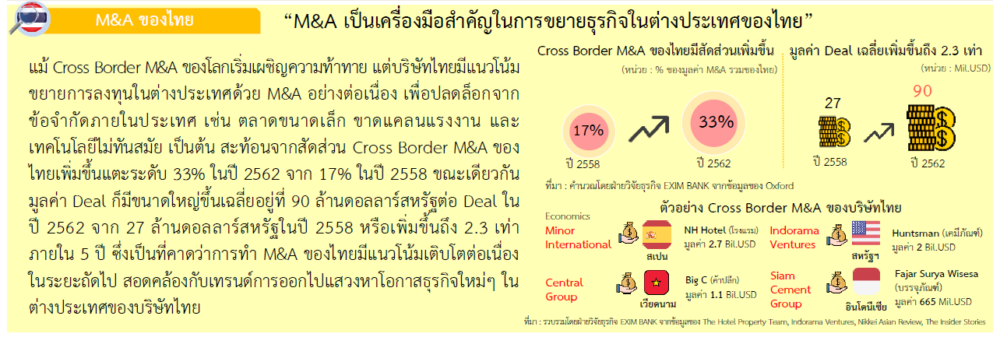 M&A ของไทย
“M&A เป็นเครื่องมือสำคัญในการขยายธุรกิจในต่างประเทศของไทย”
แม้ Cross Border M&A ของโลกเริ่มเผชิญความท้าทาย แต่บริษัทไทยมีแนวโน้ม
ขยายการลงทุนในต่างประเทศด้วย M&A อย่างต่อเนื่อง เพื่อปลดล็อกจาก
ข้อจำกัดภายในประเทศ เช่น ตลาดขนาดเล็ก ขาดแคลนแรงงาน และ
เทคโนโลยีไม่ทันสมัย เป็นต้น สะท้อนจากสัดส่วน Cross Border M&A ของ
ไทยเพิ่มขึ้นแตะระดับ 33% ในปี 2562 จาก 17% ในปี 2558 ขณะเดียวกัน
มูลค่า Deal ก็มีขนาดใหญ่ขึ้นเฉลี่ยอยู่ที่ 90 ล้านดอลลาร์สหรัฐต่อ Deal ใน
ปี 2562 จาก 27 ล้านดอลลาร์สหรัฐในปี 2558 หรือเพิ่มขึ้นถึง 2.3 เท่า
ภายใน 5 ปี ซึ่งเป็นที่คาดว่าการทำ M&A ของไทยมีแนวโน้มเติบโตต่อเนื่อง
ในระยะถัดไป สอดคล้องกับเทรนด์การออกไปแสวงหาโอกาสธุรกิจใหม่ๆ ใน
ต่างประเทศของบริษัทไทย
Cross Border M&A ของไทยมีสัดส่วนเพิ่มขึ้น
(หน่วย : % ของมูลค่า M&A รวมของไทย)
17%
33%
ปี 2558
ปี 2562
มูลค่า Deal เฉลี่ยเพิ่มขึ้นถึง 2.3 เท่า
(หน่วย : Mil.USD)
27
90
ปี 2558
ปี 2562
ที่มา : คำนวณโดยฝ่ายวิจัยธุรกิจ EXIM BANK จากข้อมูลของ Oxford
Economics
ตัวอย่าง Cross Border M&A ของบริษัทไทย
Minor
International
สเปน
NH Hotel (โรงแรม)
มูลค่า 2.7 Bil.USD
Indorama
Ventures
สหรัฐฯ
Huntsman (เคมีภัณฑ์)
มูลค่า 2 Bil.USD
Central
Group
เวียดนาม
Big C (ค้าปลีก)
มูลค่า 1.1 Bil.USD
Siam
Cement
Group
อินโดนีเซีย
Fajar Surya Wisesa
(บรรจุภัณฑ์)
มูลค่า 665 Mil.USD
ที่มา : รวบรวมโดยฝ่ายวิจัยธุรกิจ EXIM BANK จากข้อมูลของ The Hotel Property Team, Indorama Ventures, Nikkei Asian Review, The Insider Stories